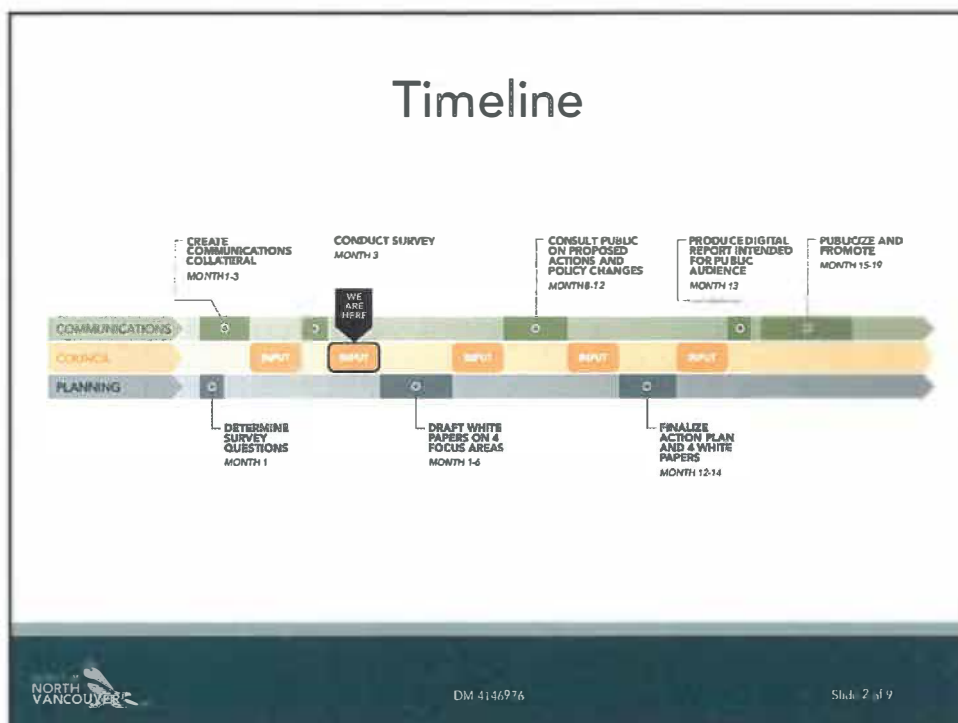 Timeline
CREATE
COMMUNICATIONS
COLLATERAL
MONTH 1-3
CONDUCT SURVEY
MONTH 3
CONSULT PUBLIC
ON PROPOSED
ACTIONS AND
POLICY CHANGES
MONTH 8-12
PRODUCE DIGITAL
REPORT INTENDED
FOR PUBLIC
AUDIENCE
MONTH 13
PUBLICIZE AND
PROMOTE
MONTH 15-19
WE
ARE
HERE
COMMUNICATIONS
COUNCIL
INPUT
INPUT
INPUT
INPUT
INPUT
PLANNING
DETERMINE
SURVEY
QUESTIONS
MONTH 1
DRAFT WHITE
PAPERS ON 4
FOCUS AREAS
MONTH 1-6
FINALIZE
ACTION PLAN
AND 4 WHITE
PAPERS
MONTH 12-14
NORTH
VANCOUVER
DM 4146976
Slide 2 of 9